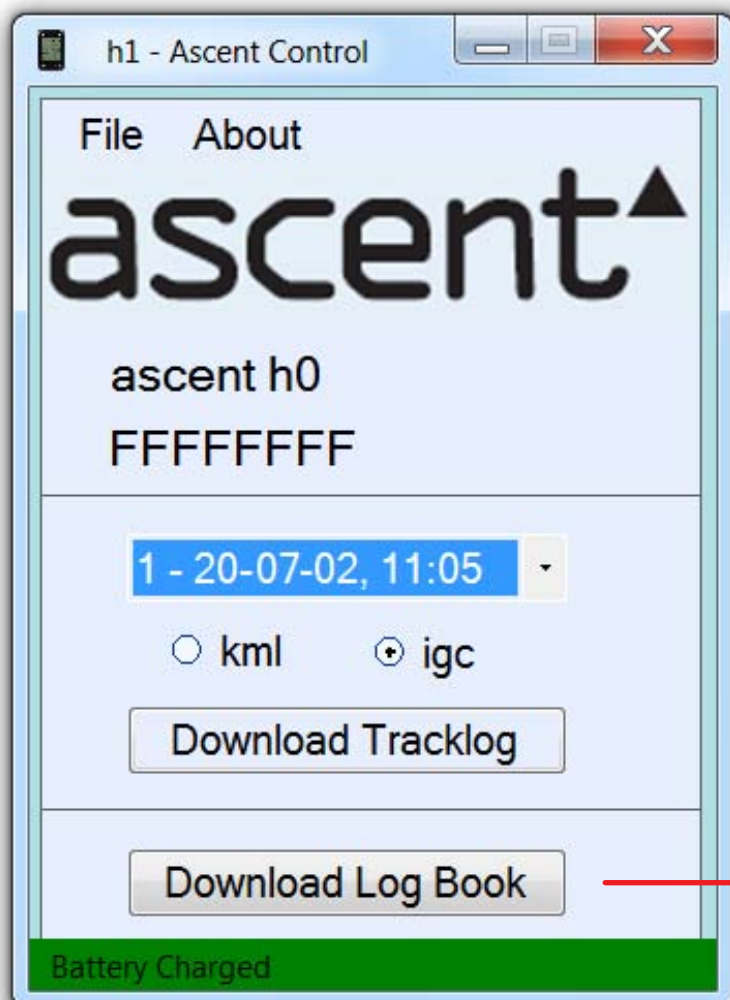 h1 - Ascent Control
File About
ascent
ascent h0
FFFFFFFF
1 - 20-07-02, 11:05
kml igc
Download Tracklog
Download Log Book
Battery Charged